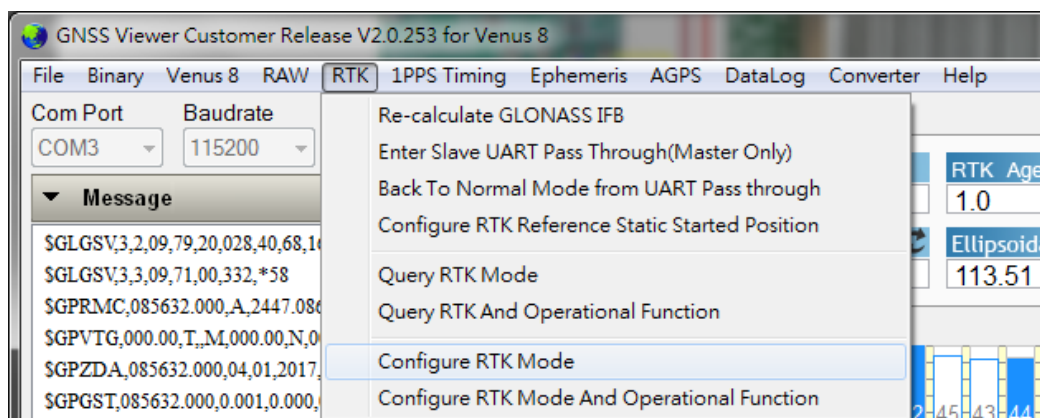 GNSS Viewer Customer Release V2.0.253 for Venus 8
File Binary Venus 8 RAW RTK 1PPS Timing Ephemeris AGPS DataLog Converter Help
Com Port Baudrate
COM3 115200
Message
$GLGSV,3,2,09,79,20,028,40,68,1
$GLGSV,3,3,09,71,00,332,*58
$GPRMC,085632.000,A,2447.086
$GPVTG,000.00,T,,M,000.00,N,0
$GPZDA,085632.000,04,01,2017,
$GPGST,085632.000,0.001,0.000,
Re-calculate GLONASS IFB
Enter Slave UART Pass Through(Master Only)
Back To Normal Mode from UART Pass through
Configure RTK Reference Static Started Position
Query RTK Mode
Query RTK And Operational Function
Configure RTK Mode
Configure RTK Mode And Operational Function
RTK Age
1.0
Ellipsoida
113.51
2 45 43 44